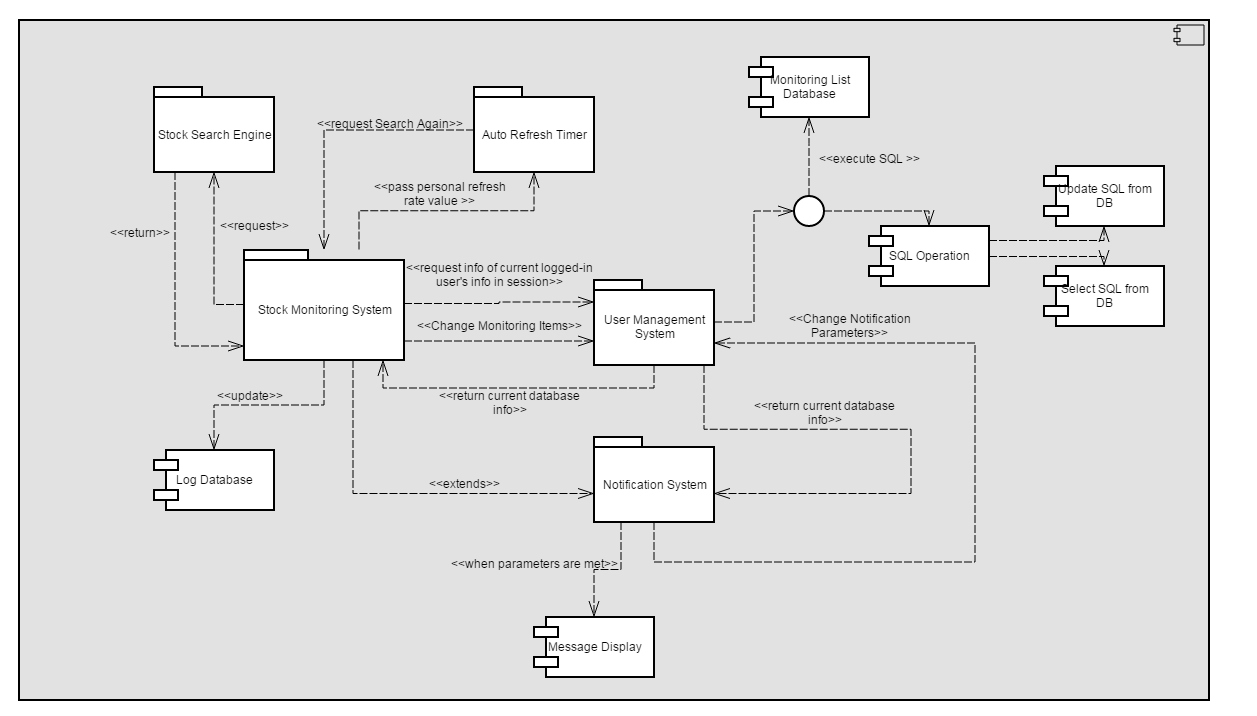 Monitoring List
Database
Stock Search Engine
<<request Search Again>>
Auto Refresh Timer
<<execute SQL >>
<<pass personal refresh
rate value >>
Update SQL from
DB
<<return>>
<<request>>
SQL Operation
<<request info of current logged-in
user's info in session>>
Select SQL from
DB
Stock Monitoring System
<<Change Monitoring Items>>
User Management
System
<<Change Notification
Parameters>>
<<update>>
<<return current database
info>>
<<return current database
info>>
Log Database
<<extends>>
Notification System
<<when parameters are met>>
Message Display